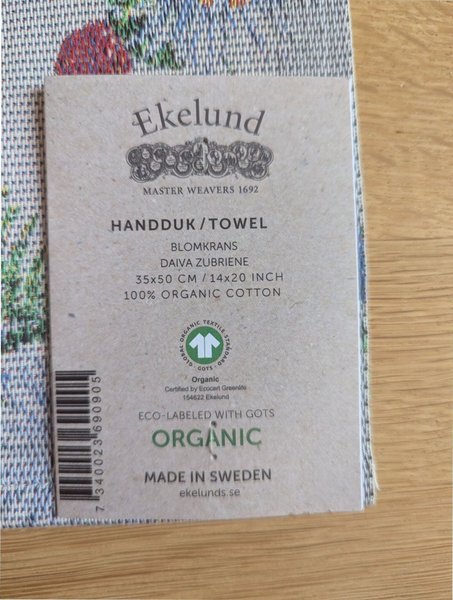 Ekelund
MASTER WEAVERS 1692
HANDDUK/TOWEL
BLOMKRANS
DAIVA ZUBRIENE
35x50 CM / 14x20 INCH
100% ORGANIC COTTON
GLOBAL ORGANIC TEXTILE STANDARD
· GOTS ·
Organic
Certified by Ecocert Greenlife
154622 Ekelund
ECO-LABELED WITH GOTS
ORGANIC
MADE IN SWEDEN
ekelunds.se
7 340023 690905